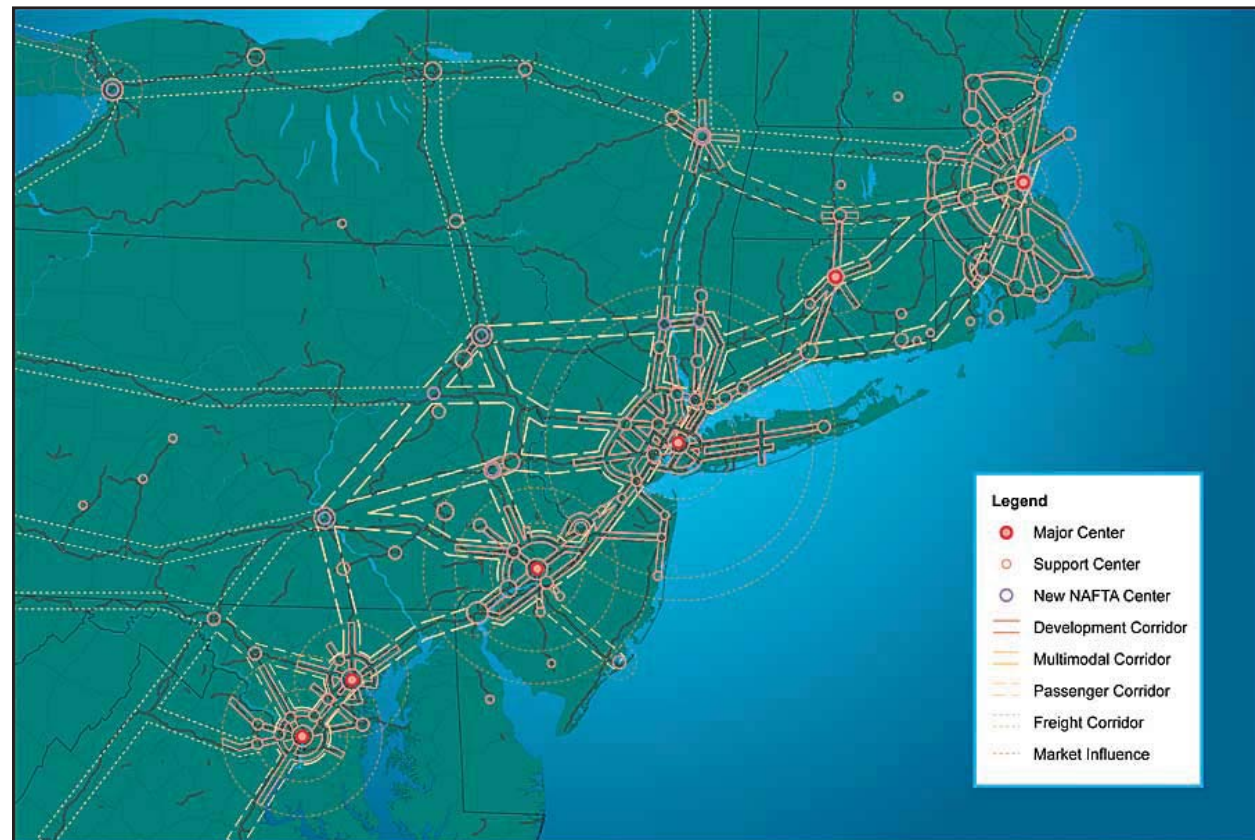 Legend
Major Center
Support Center
New NAFTA Center
Development Corridor
Multimodal Corridor
Passenger Corridor
Freight Corridor
Market Influence